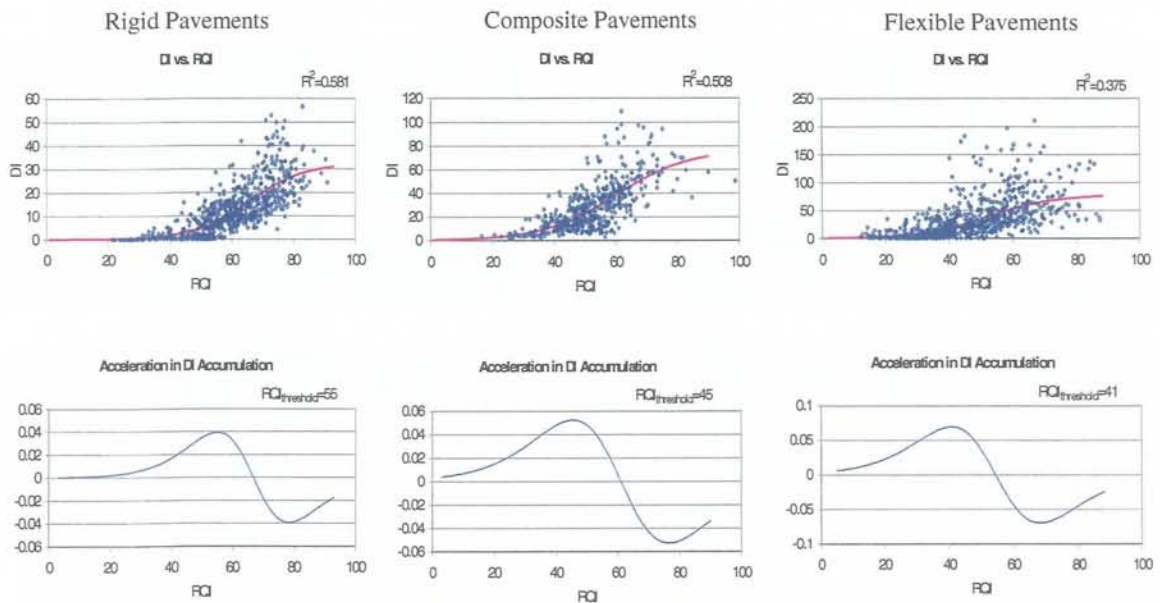 Rigid Pavements
Composite Pavements
Flexible Pavements
DI vs. RQI
R²=0.581
60
50
40
30
20
10
0
DI
0 20 40 60 80 100
RQI
DI vs. RQI
R²=0.508
120
100
80
60
40
20
0
DI
0 20 40 60 80 100
RQI
DI vs. RQI
R²=0.375
250
200
150
100
50
0
DI
0 20 40 60 80 100
RQI
Acceleration in DI Accumulation
RQIthreshold=55
0.06
0.04
0.02
0
-0.02
-0.04
-0.06
0 20 40 60 80 100
RQI
Acceleration in DI Accumulation
RQIthreshold=45
0.06
0.04
0.02
0
-0.02
-0.04
-0.06
0 20 40 60 80 100
RQI
Acceleration in DI Accumulation
RQIthreshold=41
0.1
0.05
0
-0.05
-0.1
0 20 40 60 80 100
RQI